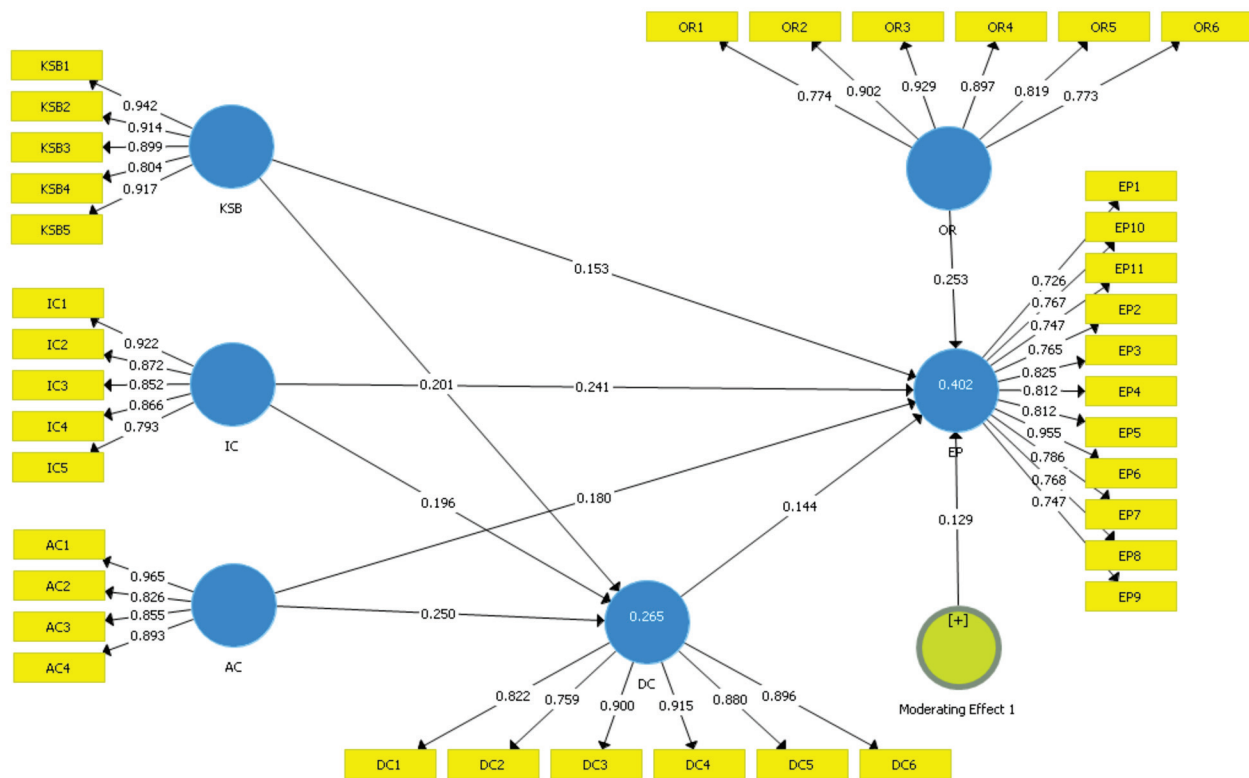 OR1 OR2 OR3 OR4 OR5 OR6
0.774 0.902 0.929 0.897 0.819 0.773
OR
0.253
KSB1
KSB2
KSB3
KSB4
KSB5
0.942
0.914
0.899
0.804
0.917
KSB
0.153
0.201
IC1
IC2
IC3
IC4
IC5
0.922
0.872
0.852
0.866
0.793
IC
0.241
0.196
AC1
AC2
AC3
AC4
0.965
0.826
0.855
0.893
AC
0.180
0.250
0.265
DC
0.144
0.822 0.759 0.900 0.915 0.880 0.896
DC1 DC2 DC3 DC4 DC5 DC6
0.402
EP
0.726
0.767
0.747
0.765
0.825
0.812
0.812
0.955
0.786
0.768
0.747
EP1
EP10
EP11
EP2
EP3
EP4
EP5
EP6
EP7
EP8
EP9
0.129
[+]
Moderating Effect 1